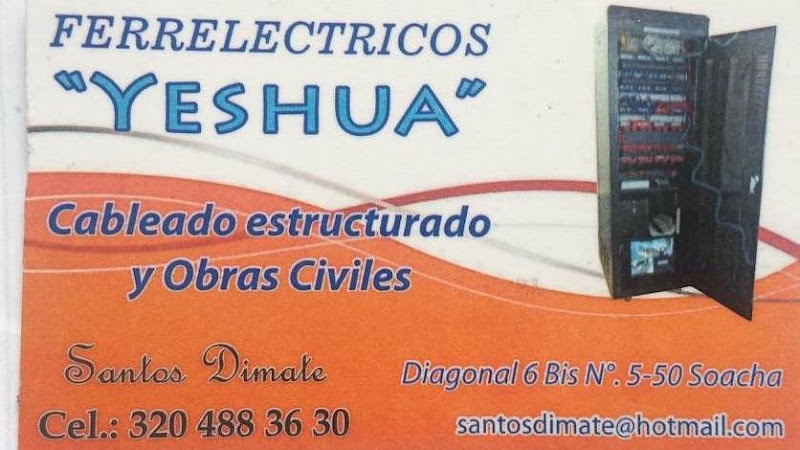 FERRELECTRICOS
"YESHUA"
Cableado estructurado
y Obras Civiles
Santos Dimate
Cel.: 320 488 36 30
Diagonal 6 Bis N°. 5-50 Soacha
santosdimate@hotmail.com